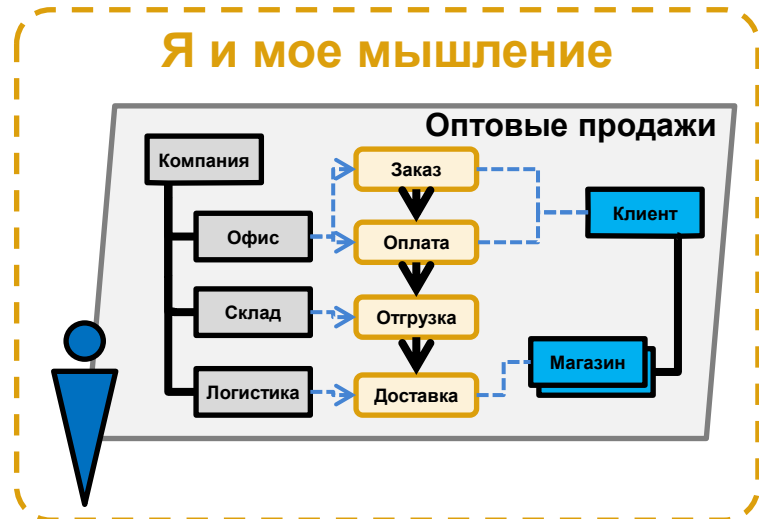 Я и мое мышление
Оптовые продажи
Компания
Заказ
Клиент
Офис
Оплата
Склад
Отгрузка
Магазин
Логистика
Доставка